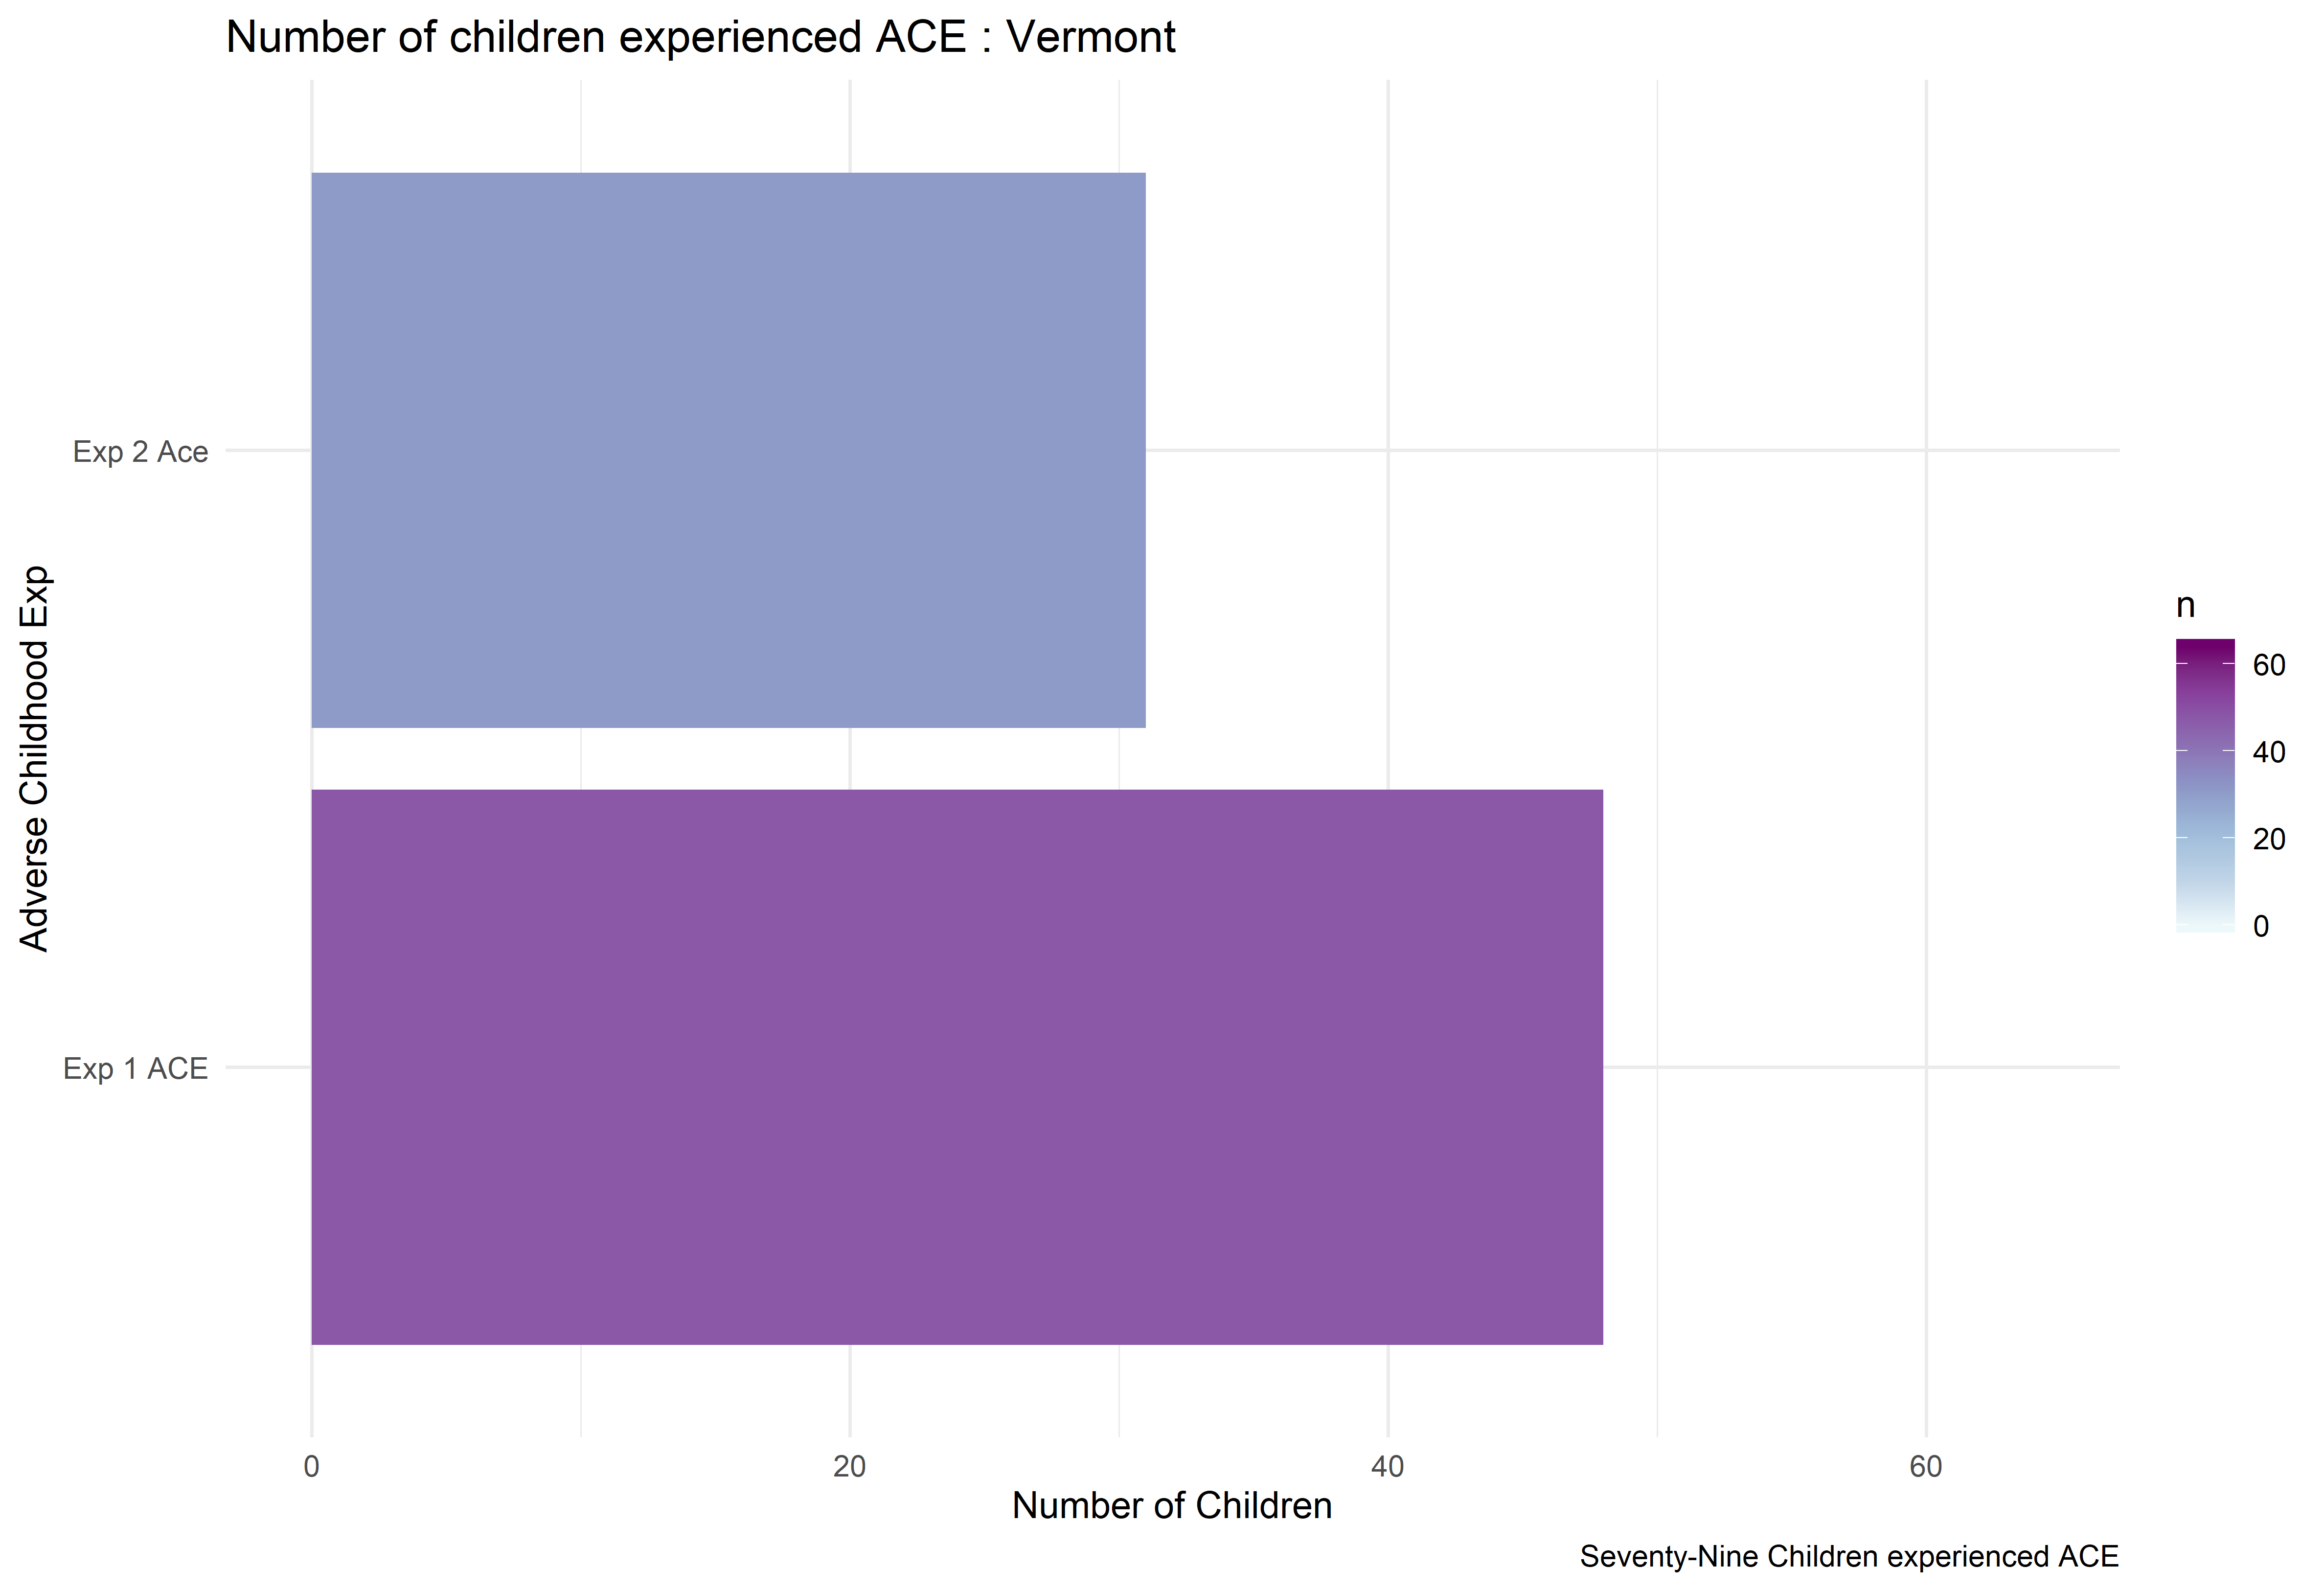 Number of children experienced ACE : Vermont
Adverse Childhood Exp
Exp 2 Ace
Exp 1 ACE
0
20
40
60
Number of Children
n
60
40
20
0
Seventy-Nine Children experienced ACE